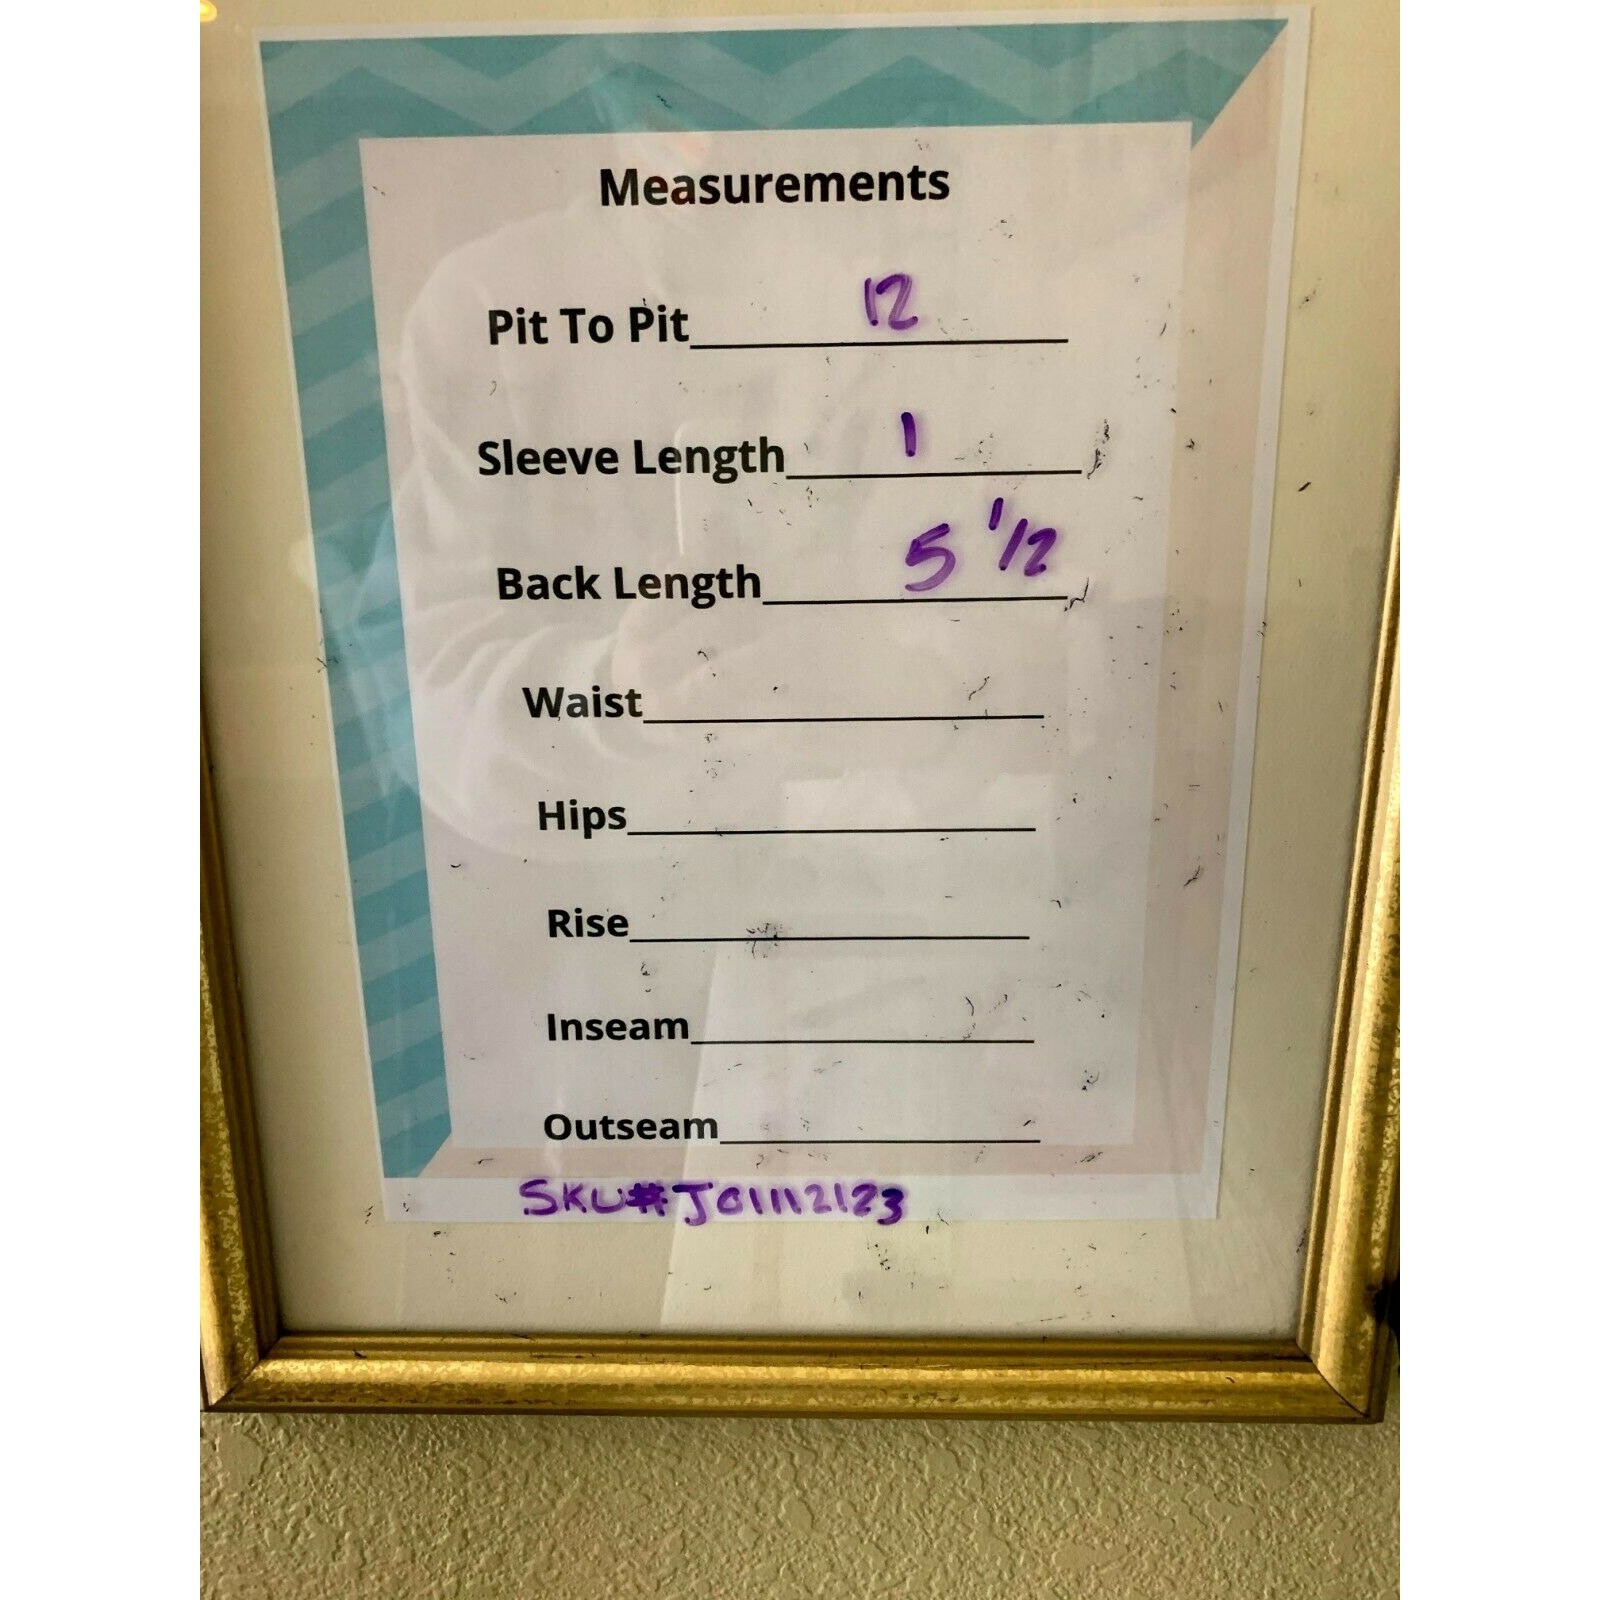 Measurements
Pit To Pit 12
Sleeve Length 1
Back Length 5 1/2
Waist
Hips
Rise
Inseam
Outseam
SKU#J01112123